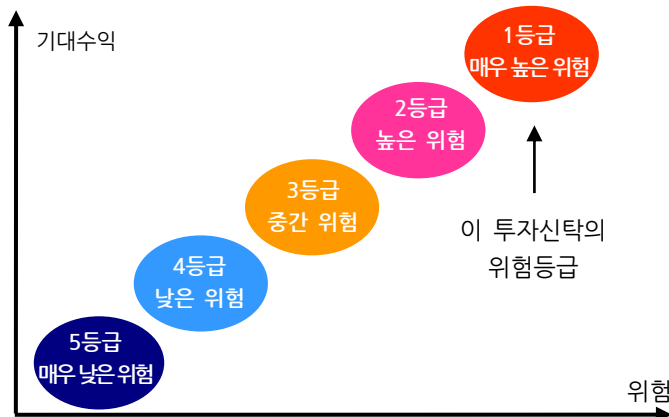 기대수익
1등급
매우 높은 위험
2등급
높은 위험
3등급
중간 위험
이 투자신탁의
위험등급
4등급
낮은 위험
5등급
매우 낮은 위험
위험